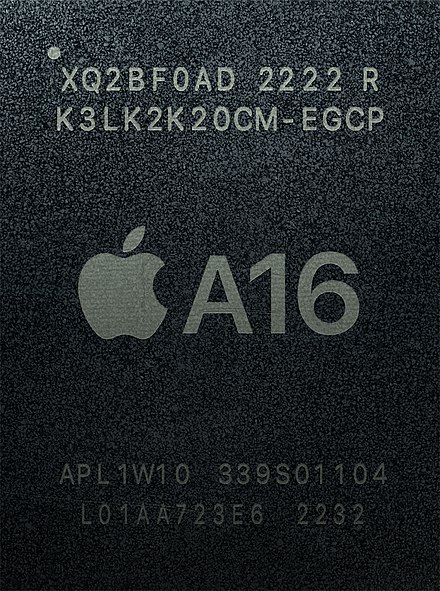 XQ2BF0AD 2222 R
K3LK2K20CM-EGCP
A16
APL1W10 339S01104
L01AA723E6 2232